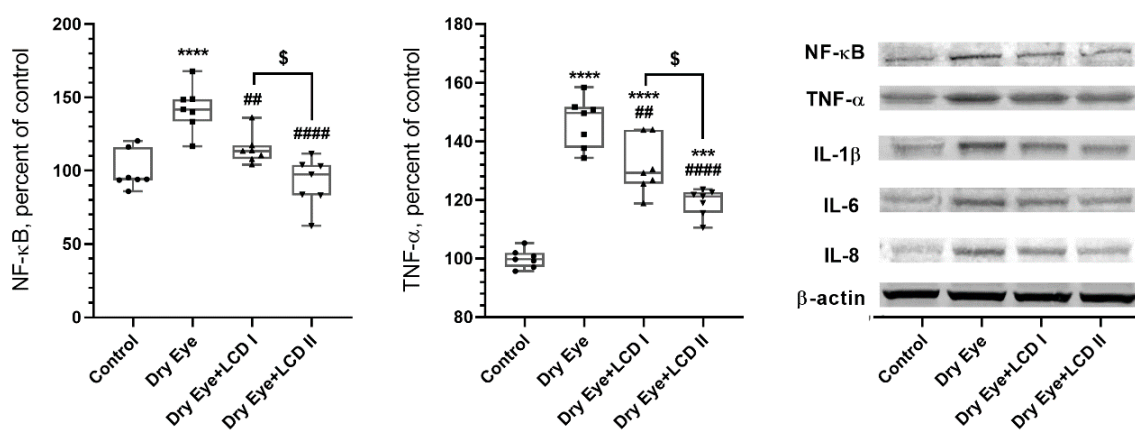 NF-κB, percent of control
200
150
100
50
0
****
##
$
####
Control
Dry Eye
Dry Eye+LCD I
Dry Eye+LCD II
TNF-α, percent of control
180
160
140
120
100
80
****
****
##
$
***
####
Control
Dry Eye
Dry Eye+LCD I
Dry Eye+LCD II
NF-κB
TNF-α
IL-1β
IL-6
IL-8
β-actin
Control
Dry Eye
Dry Eye+LCD I
Dry Eye+LCD II